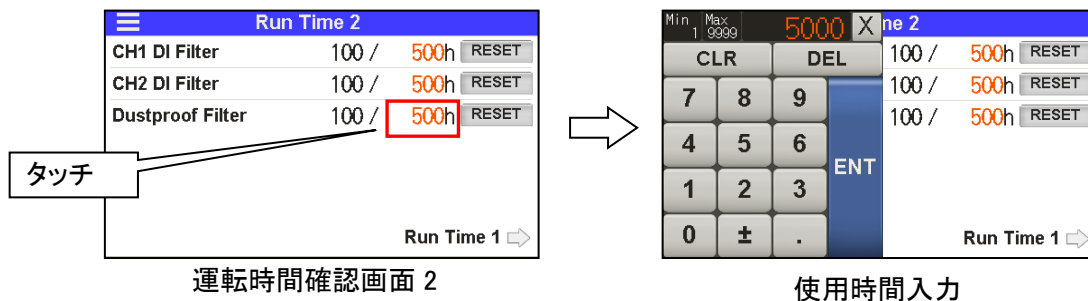 Run Time 2
CH1 DI Filter 100 / 500h RESET
CH2 DI Filter 100 / 500h RESET
Dustproof Filter 100 / 500h RESET
タッチ
Run Time 1
運転時間確認画面 2
Min Max 5000 X ne 2
1 9999
CLR DEL 100 / 500h RESET
7 8 9 100 / 500h RESET
100 / 500h RESET
4 5 6
ENT
1 2 3
0 ± . Run Time 1
使用時間入力